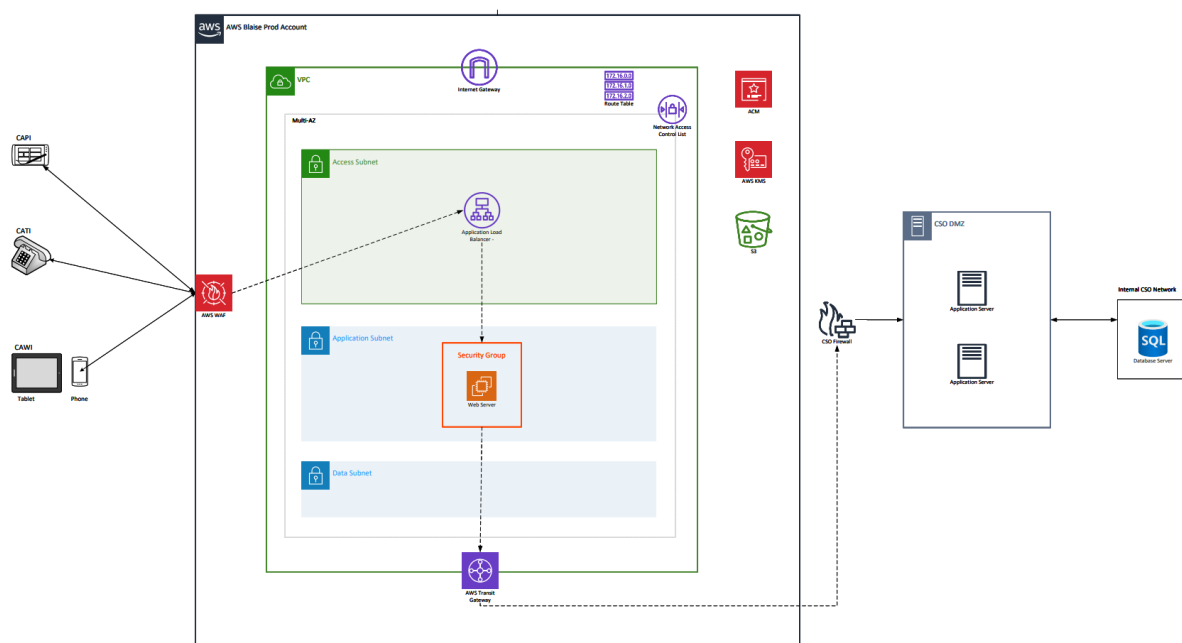 aws
AWS Blaise Prod Account
VPC
Internet Gateway
172.16.0.0
172.16.1.0
172.16.2.0
Route Table
Network Access
Control List
ACM
AWS KMS
S3
Multi-AZ
Access Subnet
Application Load
Balancer -
Application Subnet
Security Group
Web Server
Data Subnet
AWS Transit
Gateway
CAPI
CATI
CAWI
Tablet
Phone
AWS WAF
CSO Firewall
CSO DMZ
Application Server
Application Server
Internal CSO Network
SQL
Database Server